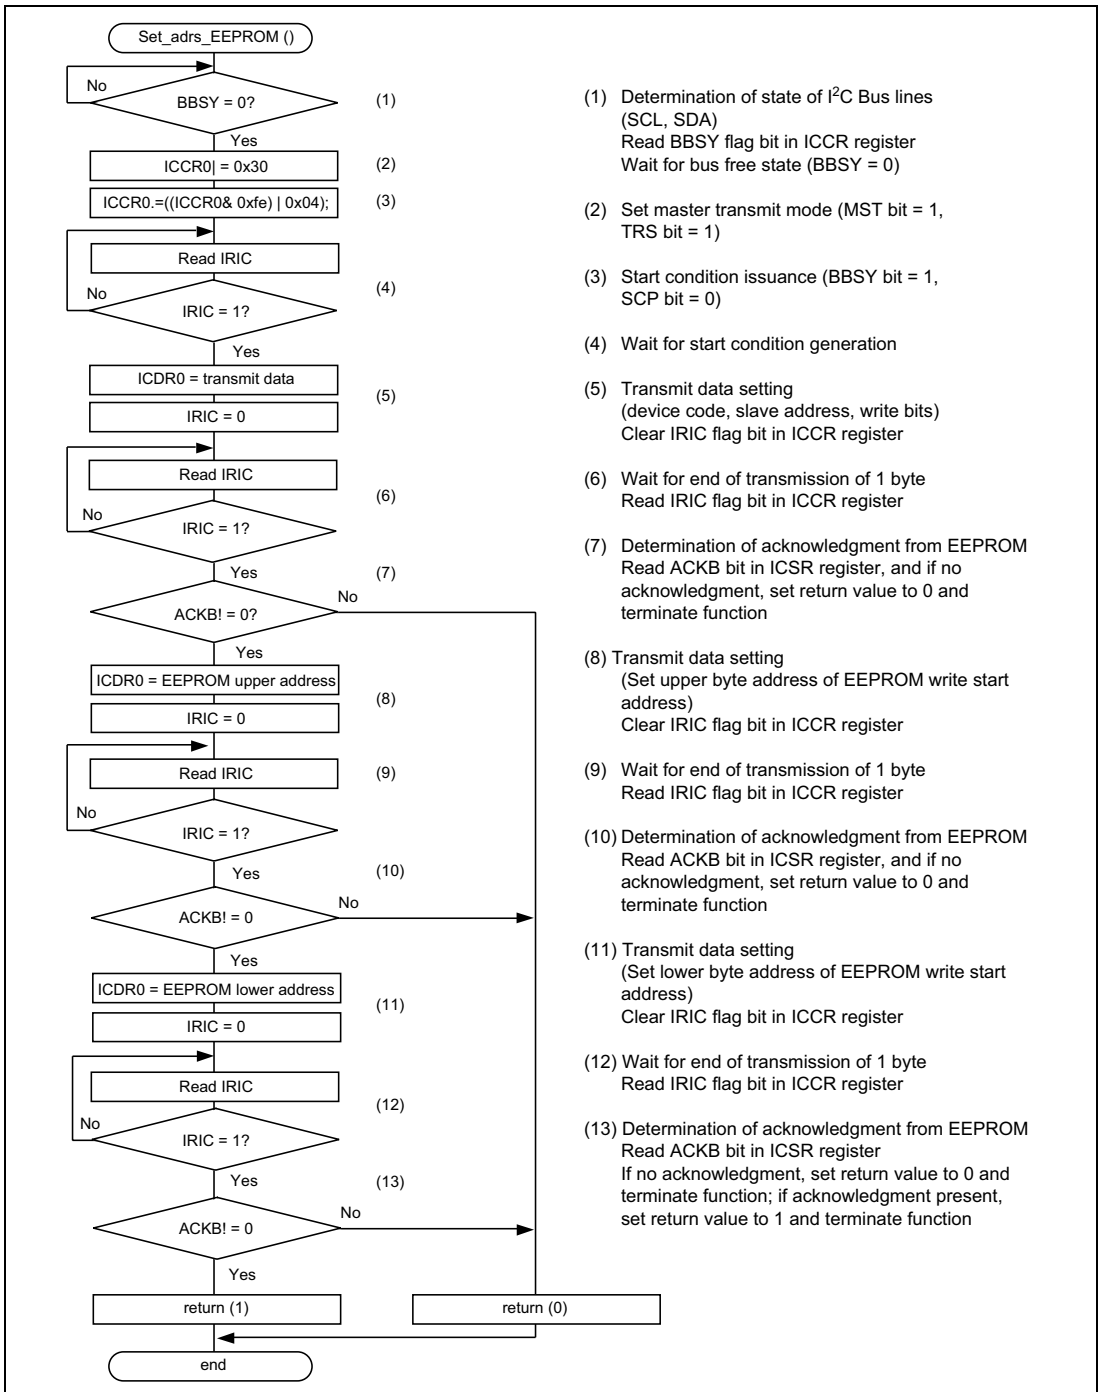 Set_adrs_EEPROM ()
No
BBSY = 0?
(1)
Yes
ICCR0| = 0x30
(2)
ICCR0.=((ICCR0& 0xfe) | 0x04);
(3)
Read IRIC
No
(4)
IRIC = 1?
Yes
ICDR0 = transmit data
(5)
IRIC = 0
Read IRIC
(6)
No
IRIC = 1?
Yes
(7)
No
ACKB! = 0?
Yes
ICDR0 = EEPROM upper address
(8)
IRIC = 0
Read IRIC
(9)
No
IRIC = 1?
Yes
(10)
No
ACKB! = 0
Yes
ICDR0 = EEPROM lower address
(11)
IRIC = 0
Read IRIC
(12)
No
IRIC = 1?
Yes
(13)
No
ACKB! = 0
Yes
return (1)
return (0)
end
(1) Determination of state of I²C Bus lines
(SCL, SDA)
Read BBSY flag bit in ICCR register
Wait for bus free state (BBSY = 0)
(2) Set master transmit mode (MST bit = 1,
TRS bit = 1)
(3) Start condition issuance (BBSY bit = 1,
SCP bit = 0)
(4) Wait for start condition generation
(5) Transmit data setting
(device code, slave address, write bits)
Clear IRIC flag bit in ICCR register
(6) Wait for end of transmission of 1 byte
Read IRIC flag bit in ICCR register
(7) Determination of acknowledgment from EEPROM
Read ACKB bit in ICSR register, and if no
acknowledgment, set return value to 0 and
terminate function
(8) Transmit data setting
(Set upper byte address of EEPROM write start
address)
Clear IRIC flag bit in ICCR register
(9) Wait for end of transmission of 1 byte
Read IRIC flag bit in ICCR register
(10) Determination of acknowledgment from EEPROM
Read ACKB bit in ICSR register, and if no
acknowledgment, set return value to 0 and
terminate function
(11) Transmit data setting
(Set lower byte address of EEPROM write start
address)
Clear IRIC flag bit in ICCR register
(12) Wait for end of transmission of 1 byte
Read IRIC flag bit in ICCR register
(13) Determination of acknowledgment from EEPROM
Read ACKB bit in ICSR register
If no acknowledgment, set return value to 0 and
terminate function; if acknowledgment present,
set return value to 1 and terminate function